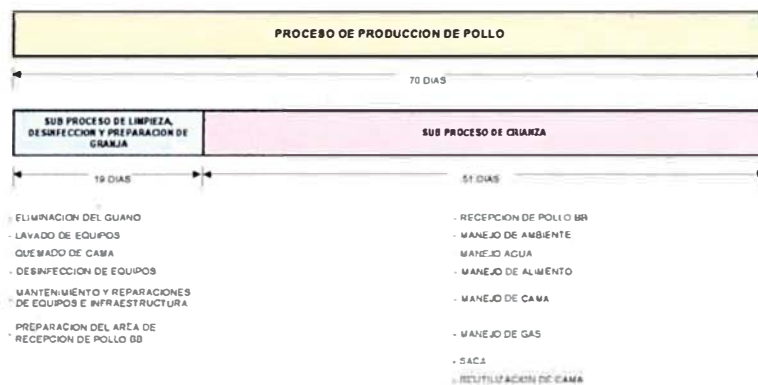 PROCESO DE PRODUCCION DE POLLO
70 DIAS
SUB PROCESO DE LIMPIEZA,
DESINFECCION Y PREPARACION DE
GRANJA
SUB PROCESO DE CRIANZA
19 DIAS
51 DIAS
- ELIMINACION DEL GUANO
- LAVADO DE EQUIPOS
QUEMADO DE CAMA
- DESINFECCION DE EQUIPOS
MANTENIMIENTO Y REPARACIONES
DE EQUIPOS E INFRAESTRUCTURA
- PREPARACION DEL AREA DE
RECEPCION DE POLLO BB
- RECEPCION DE POLLO BB
- MANEJO DE AMBIENTE
- MANEJO AGUA
- MANEJO DE ALIMENTO
- MANEJO DE CAMA
- MANEJO DE GAS
- SACA
- REUTILIZACION DE CAMA